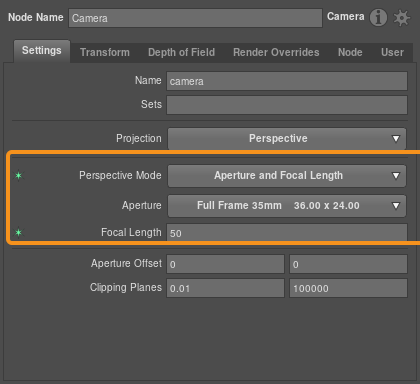 Node Name Camera Camera
Settings Transform Depth of Field Render Overrides Node User
Name camera
Sets
Projection Perspective
Perspective Mode Aperture and Focal Length
Aperture Full Frame 35mm 36.00 x 24.00
Focal Length 50
Aperture Offset 0 0
Clipping Planes 0.01 100000